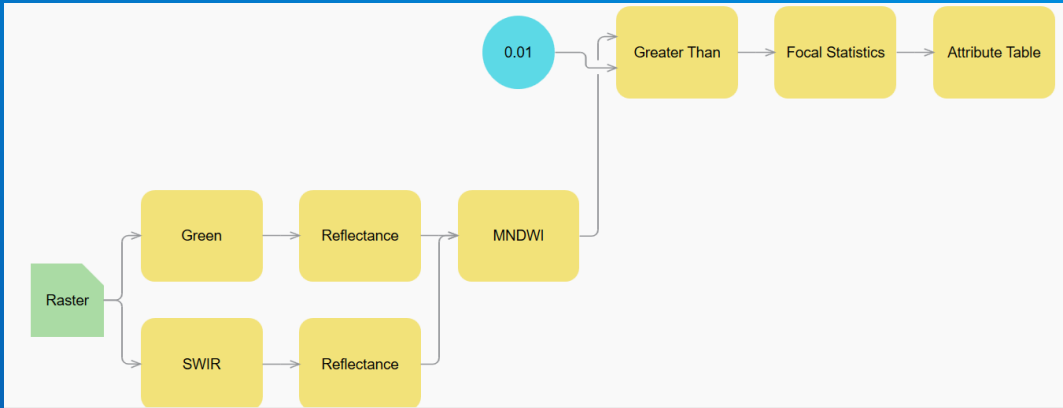 0.01
Greater Than
Focal Statistics
Attribute Table
Green
Reflectance
MNDWI
Raster
SWIR
Reflectance